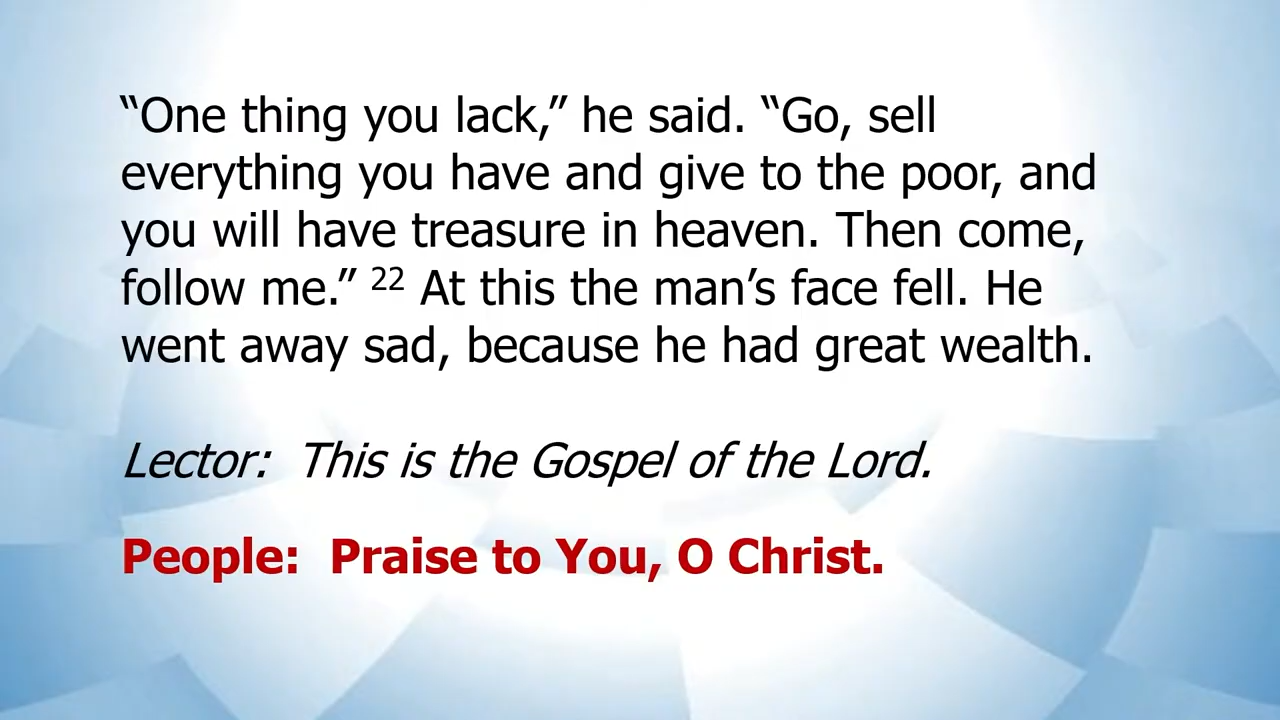 “One thing you lack,” he said. “Go, sell
everything you have and give to the poor, and
you will have treasure in heaven. Then come,
follow me.” 22 At this the man’s face fell. He
went away sad, because he had great wealth.
Lector: This is the Gospel of the Lord.
People: Praise to You, O Christ.